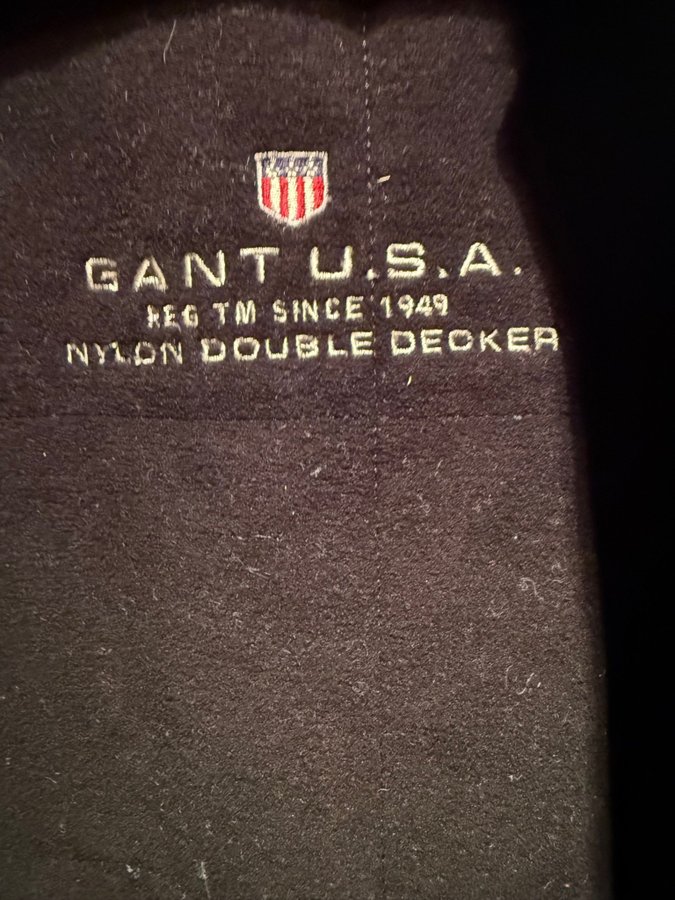 GANT U.S.A.
REG TM SINCE 1949
NYLON DOUBLE DECKER